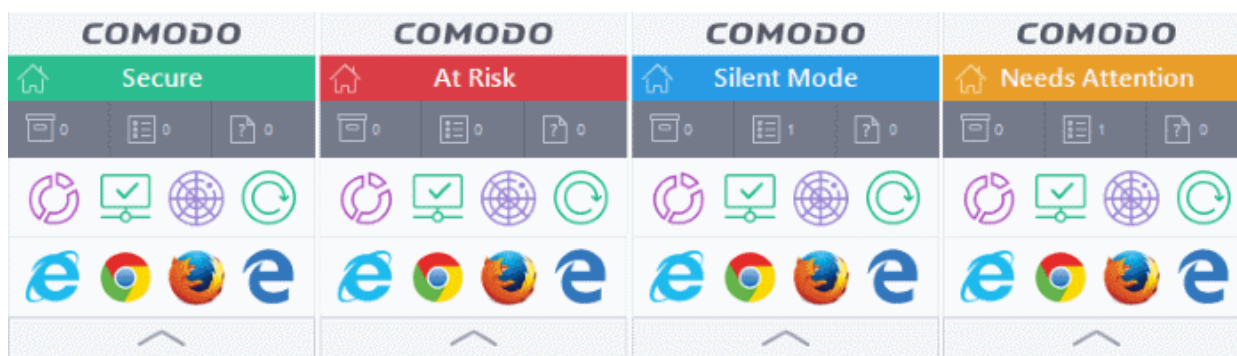 COMODO COMODO COMODO COMODO
Secure At Risk Silent Mode Needs Attention
0 0 ? 0 0 0 ? 0 0 1 ? 0 0 1 ? 0